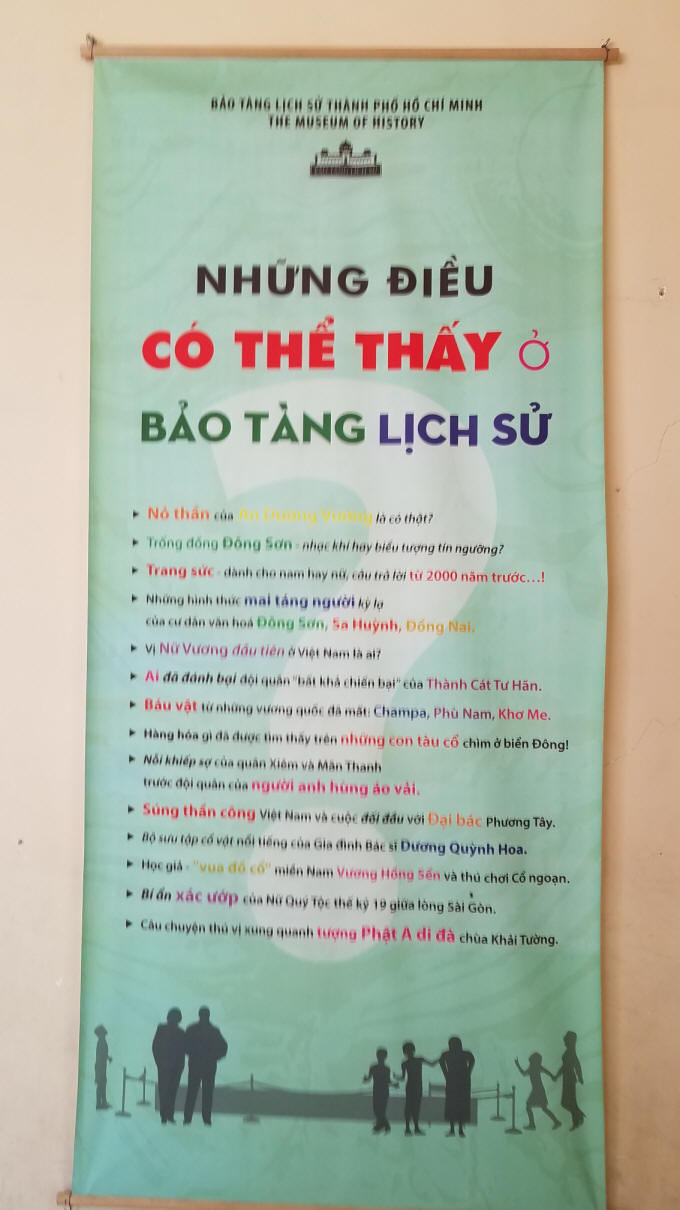 BẢO TÀNG LỊCH SỬ THÀNH PHỐ HỒ CHÍ MINH
THE MUSEUM OF HISTORY
NHỮNG ĐIỀU
CÓ THỂ THẤY Ở
BẢO TÀNG LỊCH SỬ
► Nỏ thần của An Dương Vương là có thật?
► Trống đồng Đông Sơn - nhạc khí hay biểu tượng tín ngưỡng?
► Trang sức - dành cho nam hay nữ, câu trả lời từ 2000 năm trước...!
► Những hình thức mai táng người kỳ lạ
của cư dân văn hoá Đông Sơn, Sa Huỳnh, Đồng Nai.
► Vị Nữ Vương đầu tiên ở Việt Nam là ai?
► Ai đã đánh bại đội quân "bất khả chiến bại" của Thành Cát Tư Hãn.
► Báu vật từ những vương quốc đã mất: Champa, Phù Nam, Khơ Me.
► Hàng hóa gì đã được tìm thấy trên những con tàu cổ chìm ở biển Đông!
► Nỗi khiếp sợ của quân Xiêm và Mãn Thanh
trước đội quân của người anh hùng áo vải.
► Súng thần công Việt Nam và cuộc đối đầu với Đại bác Phương Tây.
► Bộ sưu tập cổ vật nổi tiếng của Gia đình Bác sĩ Dương Quỳnh Hoa.
► Học giả - "vua đồ cổ" miền Nam Vương Hồng Sển và thú chơi Cổ ngoạn.
► Bí ẩn xác ướp của Nữ Quý Tộc thế kỷ 19 giữa lòng Sài Gòn.
► Câu chuyện thú vị xung quanh tượng Phật A di đà chùa Khải Tường.